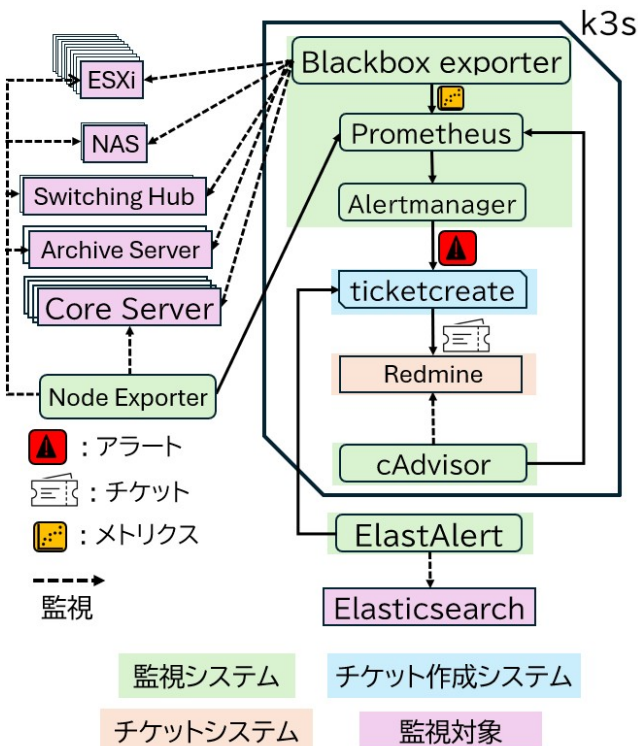 k3s
ESXi
Blackbox exporter
NAS
Prometheus
Switching Hub
Alertmanager
Archive Server
Core Server
ticketcreate
Node Exporter
Redmine
cAdvisor
:アラート
:チケット
:メトリクス
監視
ElastAlert
Elasticsearch
監視システム
チケット作成システム
チケットシステム
監視対象